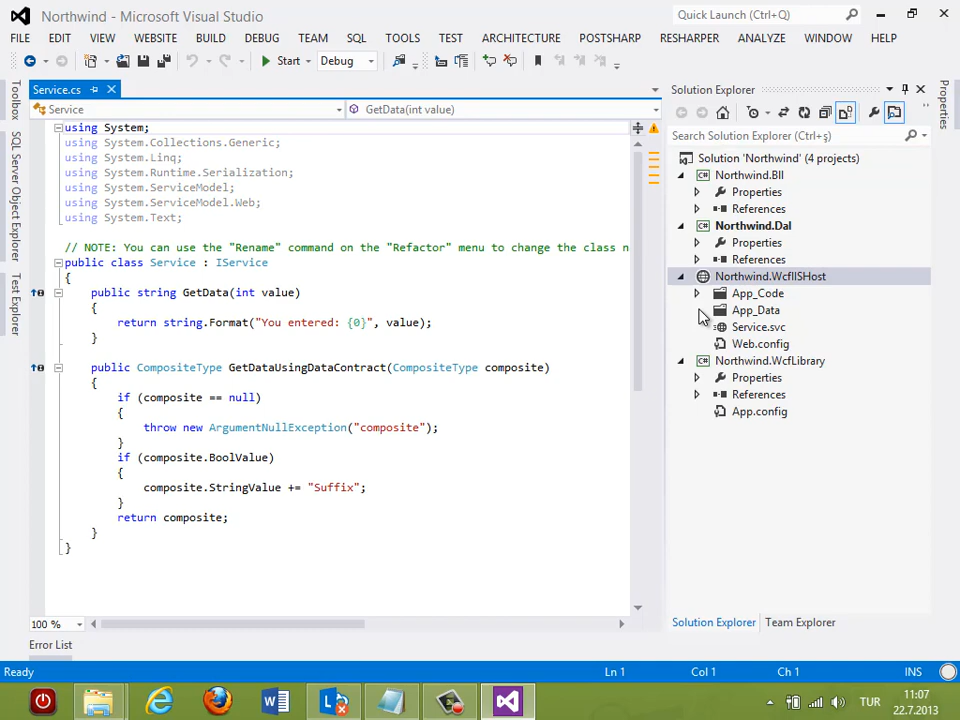 Northwind - Microsoft Visual Studio
Quick Launch (Ctrl+Q)
FILE EDIT VIEW WEBSITE BUILD DEBUG TEAM SQL TOOLS TEST ARCHITECTURE POSTSHARP RESHARPER ANALYZE WINDOW HELP
Start Debug
Toolbox
SQL Server Object Explorer
Test Explorer
Service.cs
Service
GetData(int value)
using System;
using System.Collections.Generic;
using System.Linq;
using System.Runtime.Serialization;
using System.ServiceModel;
using System.ServiceModel.Web;
using System.Text;
// NOTE: You can use the "Rename" command on the "Refactor" menu to change the class n
public class Service : IService
{
public string GetData(int value)
{
return string.Format("You entered: {0}", value);
}
public CompositeType GetDataUsingDataContract(CompositeType composite)
{
if (composite == null)
{
throw new ArgumentNullException("composite");
}
if (composite.BoolValue)
{
composite.StringValue += "Suffix";
}
return composite;
}
}
100 %
Solution Explorer
Search Solution Explorer (Ctrl+ş)
Solution 'Northwind' (4 projects)
C# Northwind.Bll
Properties
References
C# Northwind.Dal
Properties
References
Northwind.WcfIISHost
App_Code
App_Data
Service.svc
Web.config
C# Northwind.WcfLibrary
Properties
References
App.config
Solution Explorer Team Explorer
Properties
Error List
Ready
Ln 1 Col 1 Ch 1 INS
TUR
11:07
22.7.2013